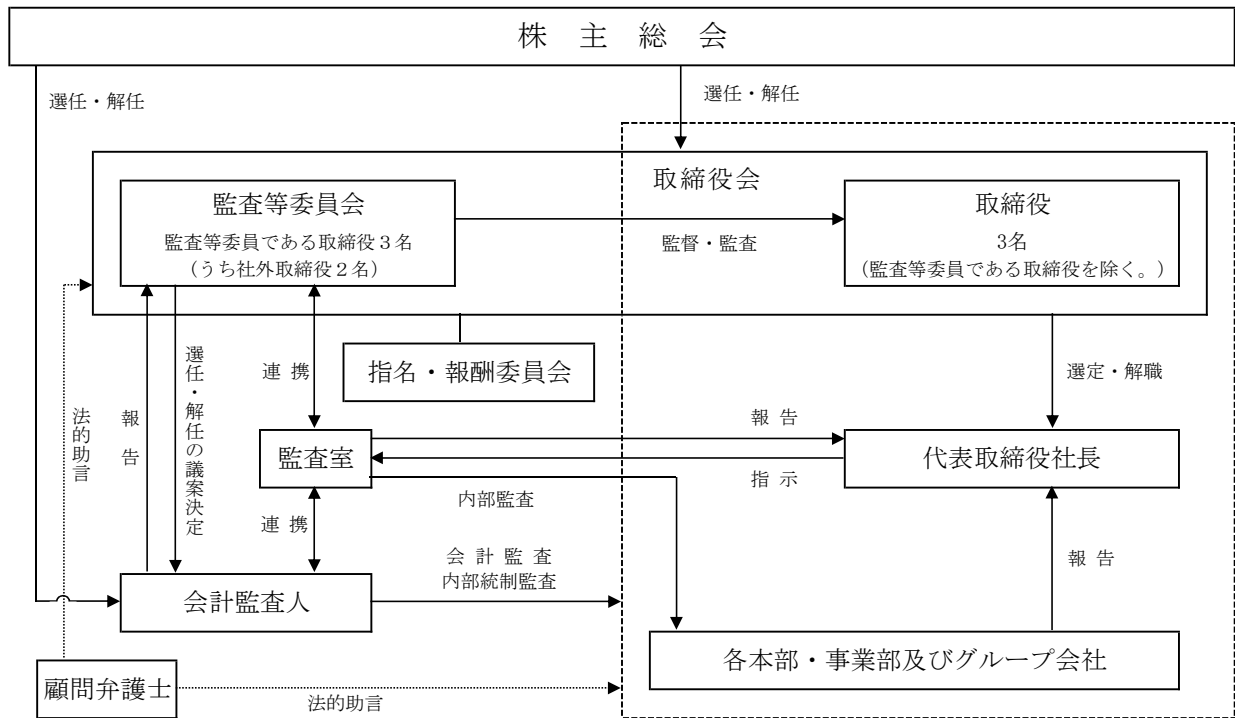 株 主 総 会
選任・解任
選任・解任
取締役会
監査等委員会
監査等委員である取締役３名
（うち社外取締役２名）
監督・監査
取締役
3名
（監査等委員である取締役を除く。）
指名・報酬委員会
選定・解職
法的助言
報告
選任・解任の議案決定
連 携
監査室
報 告
指 示
代表取締役社長
内部監査
連 携
会 計 監 査
内部統制監査
報 告
会計監査人
各本部・事業部及びグループ会社
顧問弁護士
法的助言